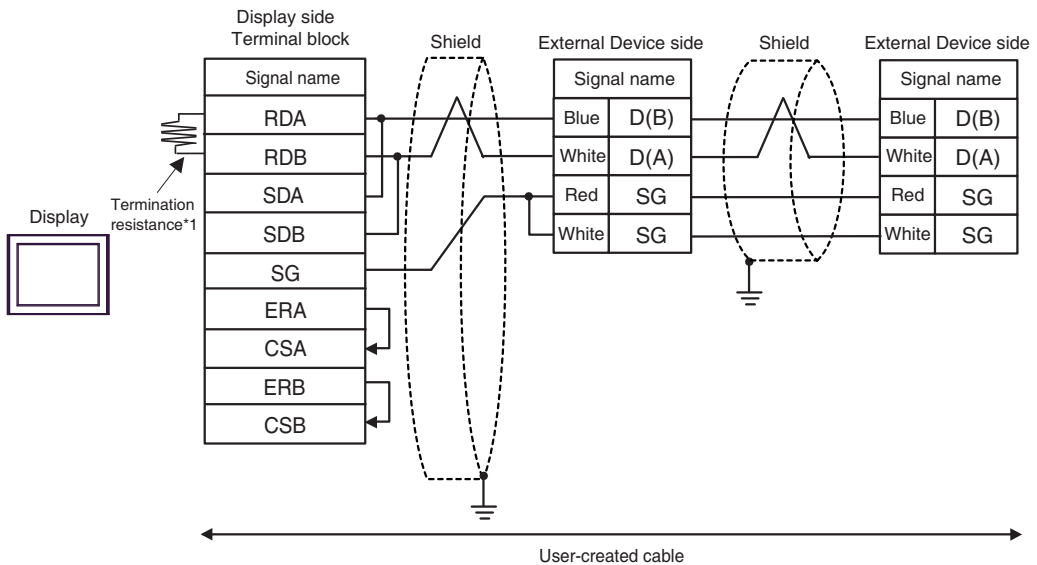 Display side
Terminal block
Shield
External Device side
Shield
External Device side
Signal name
RDA
RDB
SDA
SDB
SG
ERA
CSA
ERB
CSB
Termination
resistance*1
Display
Signal name
Blue D(B)
White D(A)
Red SG
White SG
Signal name
Blue D(B)
White D(A)
Red SG
White SG
User-created cable